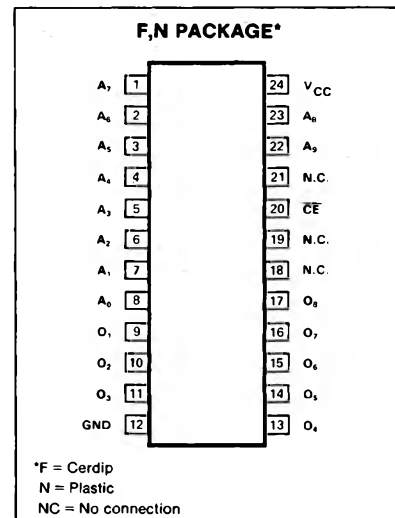 F,N PACKAGE*
A₇ 1 24 VCC
A₆ 2 23 A₈
A₅ 3 22 A₉
A₄ 4 21 N.C.
A₃ 5 20 C̅E̅
A₂ 6 19 N.C.
A₁ 7 18 N.C.
A₀ 8 17 O₈
O₁ 9 16 O₇
O₂ 10 15 O₆
O₃ 11 14 O₅
GND 12 13 O₄
*F = Cerdip
N = Plastic
NC = No connection